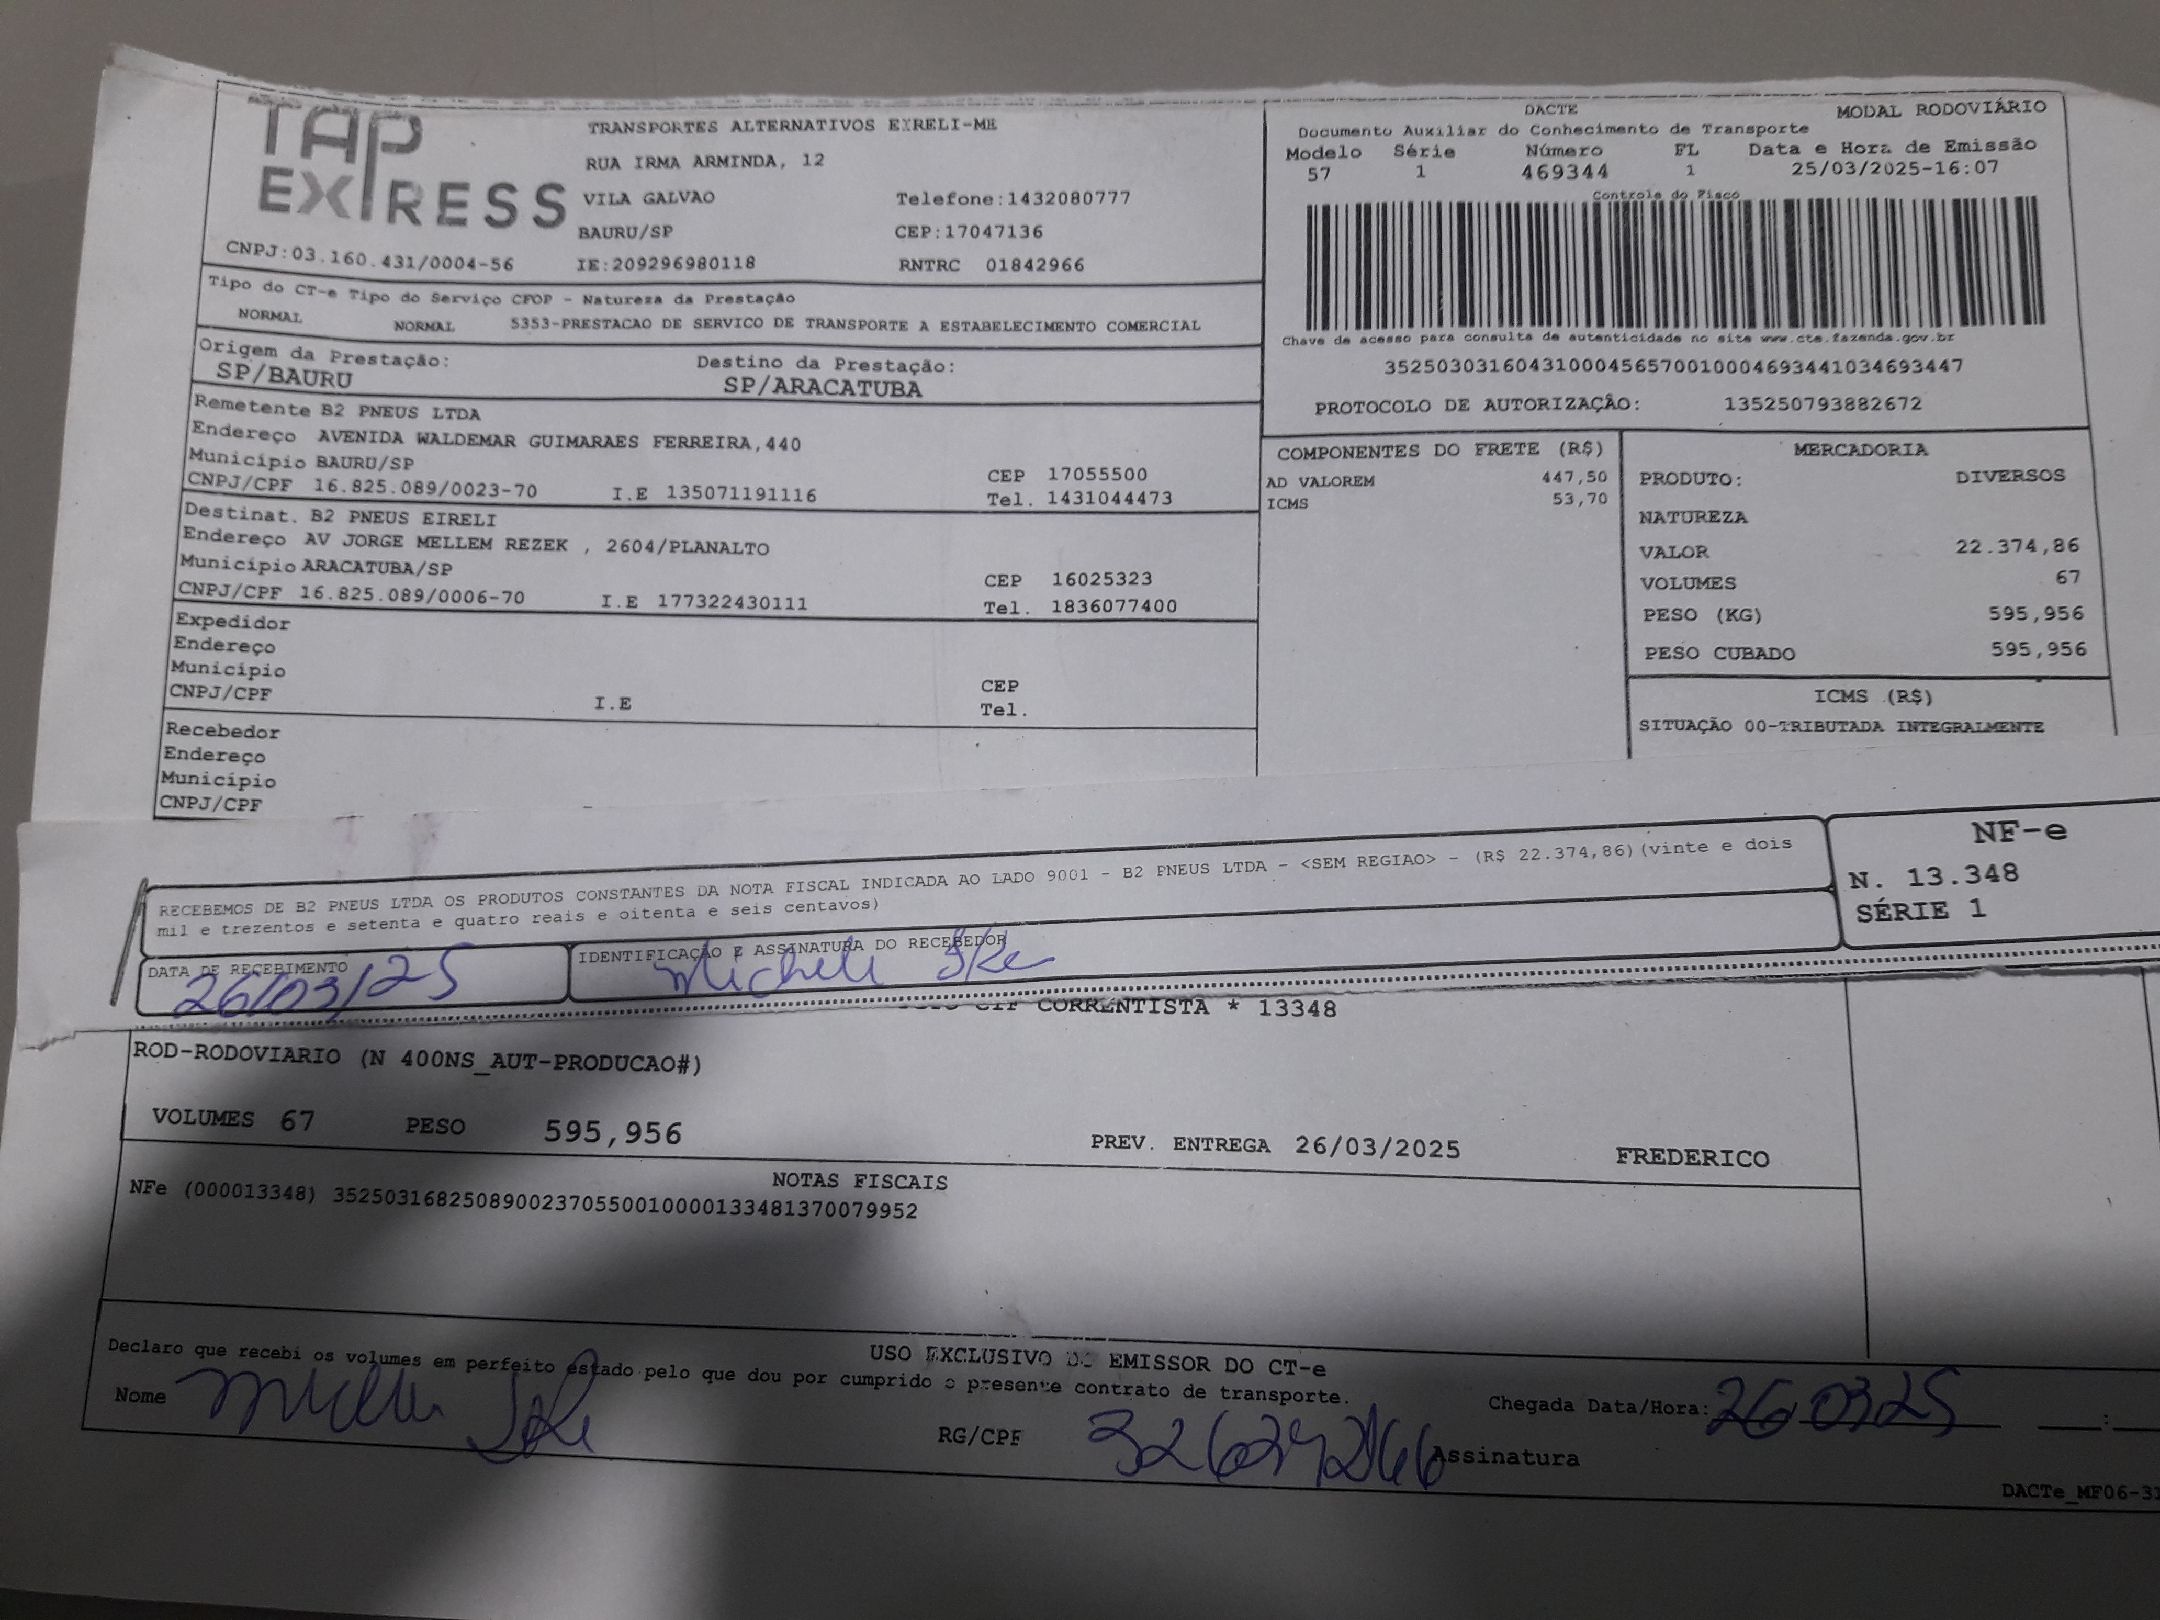 TAP
EXPRESS
TRANSPORTES ALTERNATIVOS EIRELI-ME
RUA IRMA ARMINDA, 12
VILA GALVAO Telefone:1432080777
BAURU/SP CEP:17047136
CNPJ:03.160.431/0004-56 IE:209296980118 RNTRC 01842966
DACTE MODAL RODOVIÁRIO
Documento Auxiliar do Conhecimento de Transporte
Modelo Série Número FL Data e Hora de Emissão
57 1 469344 1 25/03/2025-16:07
Controle do Fisco
Chave de acesso para consulta de autenticidade no site www.cte.fazenda.gov.br
35250303160431000456570010004693441034693447
PROTOCOLO DE AUTORIZAÇÂO: 135250793882672
Tipo do CT-e Tipo do Serviço CFOP - Natureza da Prestação
NORMAL NORMAL 5353-PRESTACAO DE SERVICO DE TRANSPORTE A ESTABELECIMENTO COMERCIAL
Origem da Prestação: Destino da Prestação:
SP/BAURU SP/ARACATUBA
Remetente B2 PNEUS LTDA
Endereço AVENIDA WALDEMAR GUIMARAES FERREIRA,440
Município BAURU/SP CEP 17055500
CNPJ/CPF 16.825.089/0023-70 I.E 135071191116 Tel. 1431044473
Destinat. B2 PNEUS EIRELI
Endereço AV JORGE MELLEM REZEK , 2604/PLANALTO
Município ARACATUBA/SP CEP 16025323
CNPJ/CPF 16.825.089/0006-70 I.E 177322430111 Tel. 1836077400
Expedidor
Endereço
Município CEP
CNPJ/CPF I.E Tel.
Recebedor
Endereço
Município
CNPJ/CPF
COMPONENTES DO FRETE (R$)
AD VALOREM 447,50
ICMS 53,70
MERCADORIA
PRODUTO: DIVERSOS
NATUREZA
VALOR 22.374,86
VOLUMES 67
PESO (KG) 595,956
PESO CUBADO 595,956
ICMS (R$)
SITUAÇÃO 00-TRIBUTADA INTEGRALMENTE
RECEBEMOS DE B2 PNEUS LTDA OS PRODUTOS CONSTANTES DA NOTA FISCAL INDICADA AO LADO 9001 - B2 PNEUS LTDA - <SEM REGIAO> - (R$ 22.374,86)(vinte e dois
mil e trezentos e setenta e quatro reais e oitenta e seis centavos)
NF-e
N. 13.348
SÉRIE 1
DATA DE RECEBIMENTO IDENTIFICAÇÃO E ASSINATURA DO RECEBEDOR
26/03/25 Micheli
CIF CORRENTISTA * 13348
ROD-RODOVIARIO (N 400NS_AUT-PRODUCAO#)
VOLUMES 67 PESO 595,956 PREV. ENTREGA 26/03/2025 FREDERICO
NOTAS FISCAIS
NFe (000013348) 35250316825089002370550010000133481370079952
USO EXCLUSIVO DO EMISSOR DO CT-e
Declaro que recebi os volumes em perfeito estado pelo que dou por cumprido o presente contrato de transporte.
Nome RG/CPF Assinatura
Chegada Data/Hora: 26 03 25 :